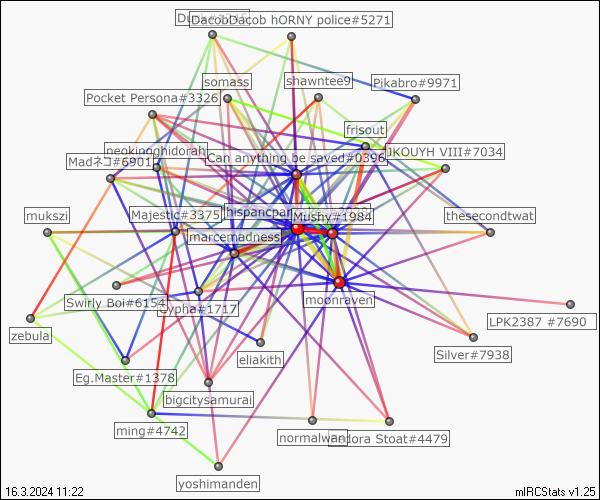 DacobDacob hORNY police#5271
somass
shawntee9
Pikabro#9971
Pocket Persona#3326
frisout
JKOUYH VIII#7034
neokingghidorah
Madネコ#6901
Can anything be saved#0396
mukszi
Majestic#3375
hispancpan
Mushy#1984
thesecondtwat
marcemadness
Swirly Boi#6154
Cypha#1717
moonraven
LPK2387 #7690
zebula
eliakith
Silver#7938
Eg.Master#1378
bigcitysamurai
ming#4742
normalwan
edora Stoat#4479
yoshimanden
16.3.2024 11:22
mIRCStats v1.25